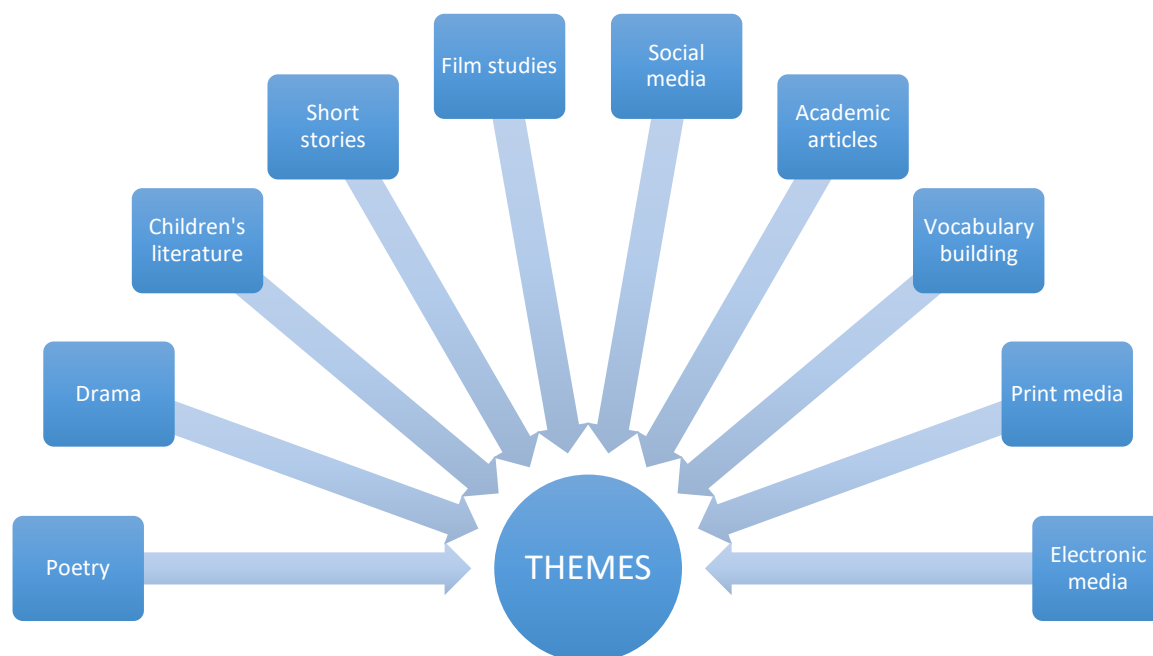 Film studies
Social
media
Short
stories
Academic
articles
Children's
literature
Vocabulary
building
Drama
Print media
Poetry
THEMES
Electronic
media